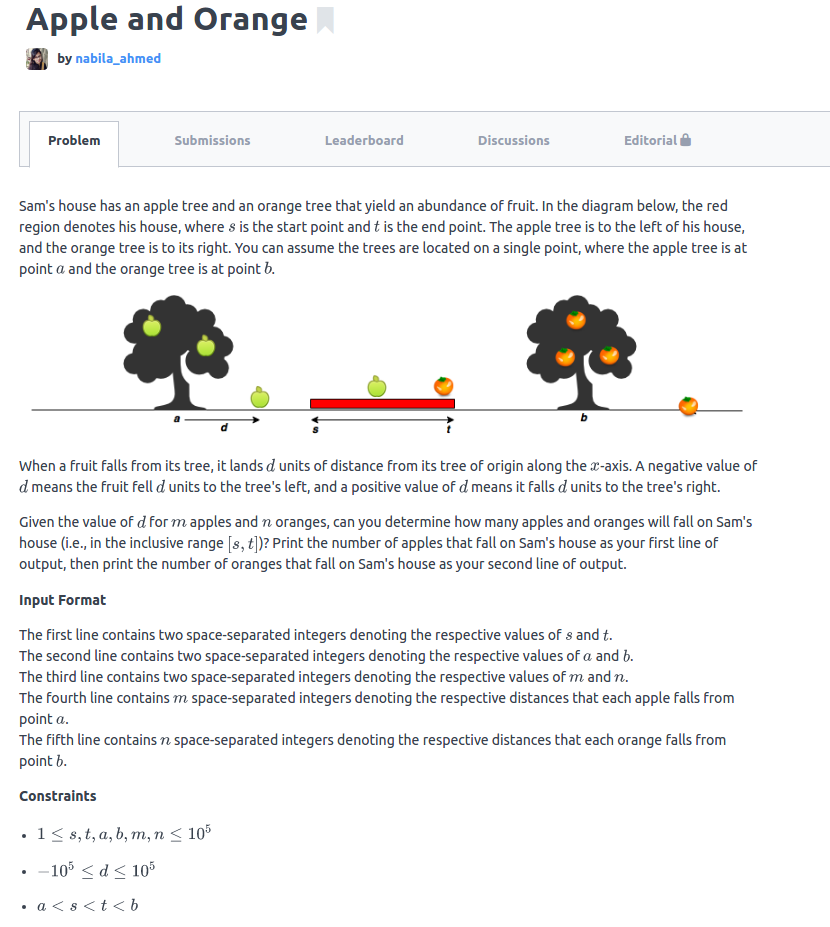 Apple and Orange
by nabila_ahmed
Problem Submissions Leaderboard Discussions Editorial
Sam's house has an apple tree and an orange tree that yield an abundance of fruit. In the diagram below, the red
region denotes his house, where s is the start point and t is the end point. The apple tree is to the left of his house,
and the orange tree is to its right. You can assume the trees are located on a single point, where the apple tree is at
point a and the orange tree is at point b.
a d s t b
When a fruit falls from its tree, it lands d units of distance from its tree of origin along the x-axis. A negative value of
d means the fruit fell d units to the tree's left, and a positive value of d means it falls d units to the tree's right.
Given the value of d for m apples and n oranges, can you determine how many apples and oranges will fall on Sam's
house (i.e., in the inclusive range [s, t])? Print the number of apples that fall on Sam's house as your first line of
output, then print the number of oranges that fall on Sam's house as your second line of output.
Input Format
The first line contains two space-separated integers denoting the respective values of s and t.
The second line contains two space-separated integers denoting the respective values of a and b.
The third line contains two space-separated integers denoting the respective values of m and n.
The fourth line contains m space-separated integers denoting the respective distances that each apple falls from
point a.
The fifth line contains n space-separated integers denoting the respective distances that each orange falls from
point b.
Constraints
• 1 ≤ s, t, a, b, m, n ≤ 10⁵
• −10⁵ ≤ d ≤ 10⁵
• a < s < t < b